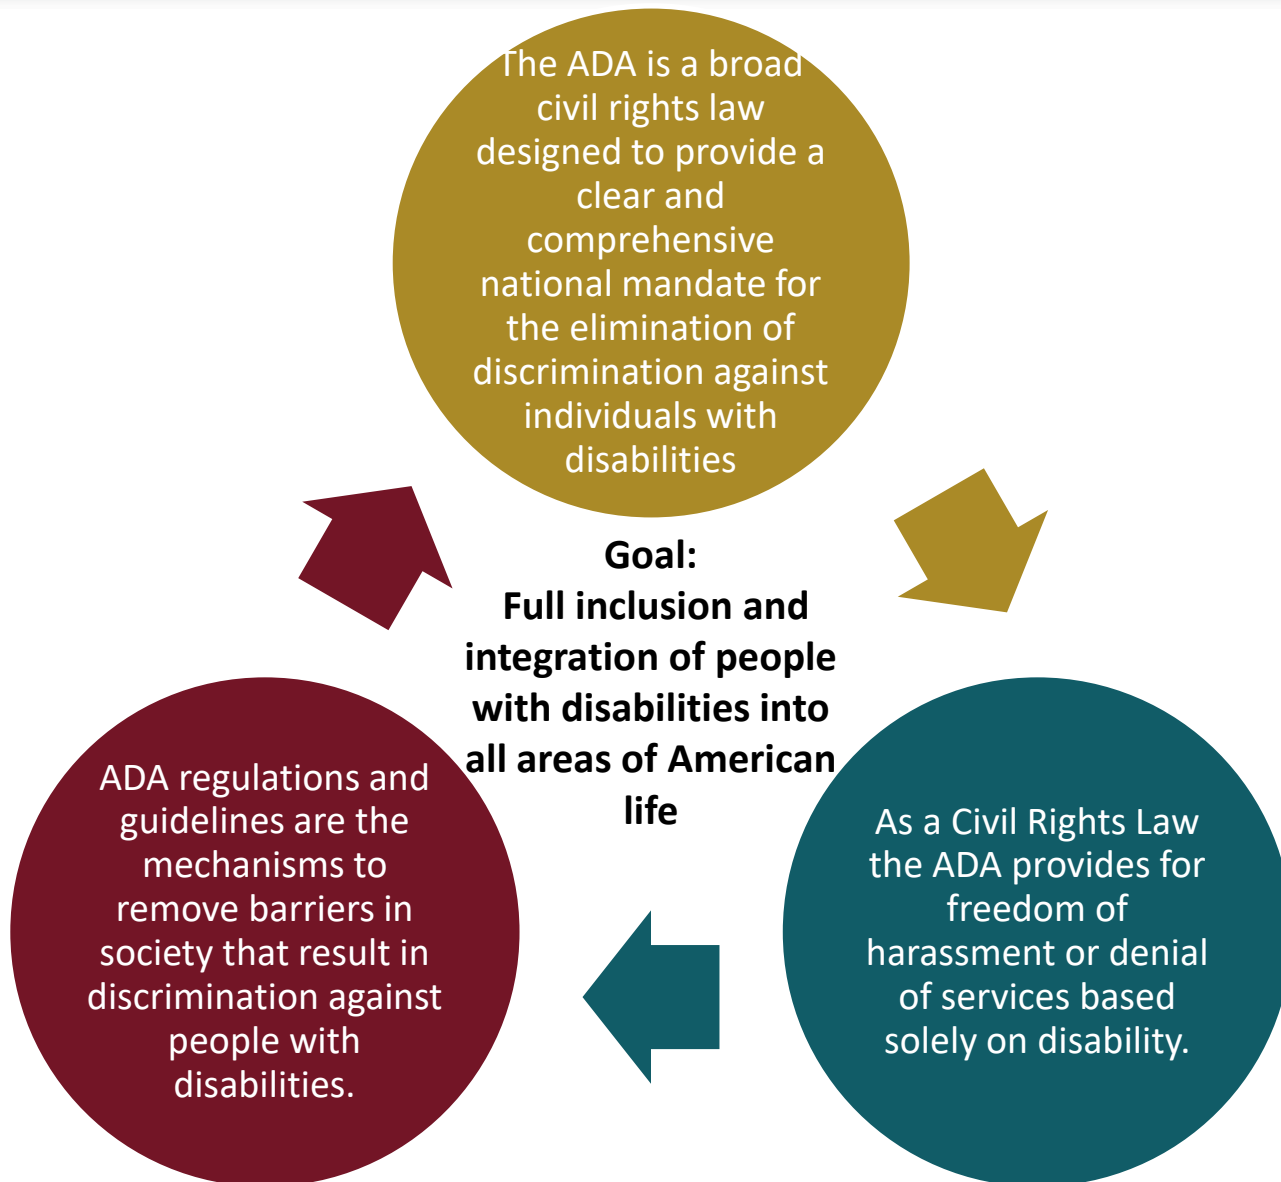 The ADA is a broad
civil rights law
designed to provide a
clear and
comprehensive
national mandate for
the elimination of
discrimination against
individuals with
disabilities
Goal:
Full inclusion and
integration of people
with disabilities into
all areas of American
life
As a Civil Rights Law
the ADA provides for
freedom of
harassment or denial
of services based
solely on disability.
ADA regulations and
guidelines are the
mechanisms to
remove barriers in
society that result in
discrimination against
people with
disabilities.